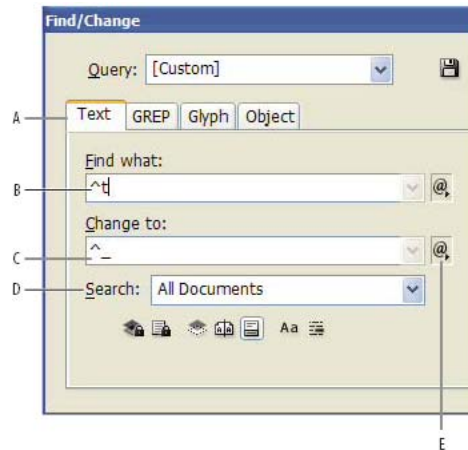 Find/Change
Query: [Custom]
A Text GREP Glyph Object
Find what:
B ^t @
Change to:
C ^_ @
D Search: All Documents
Aa
E